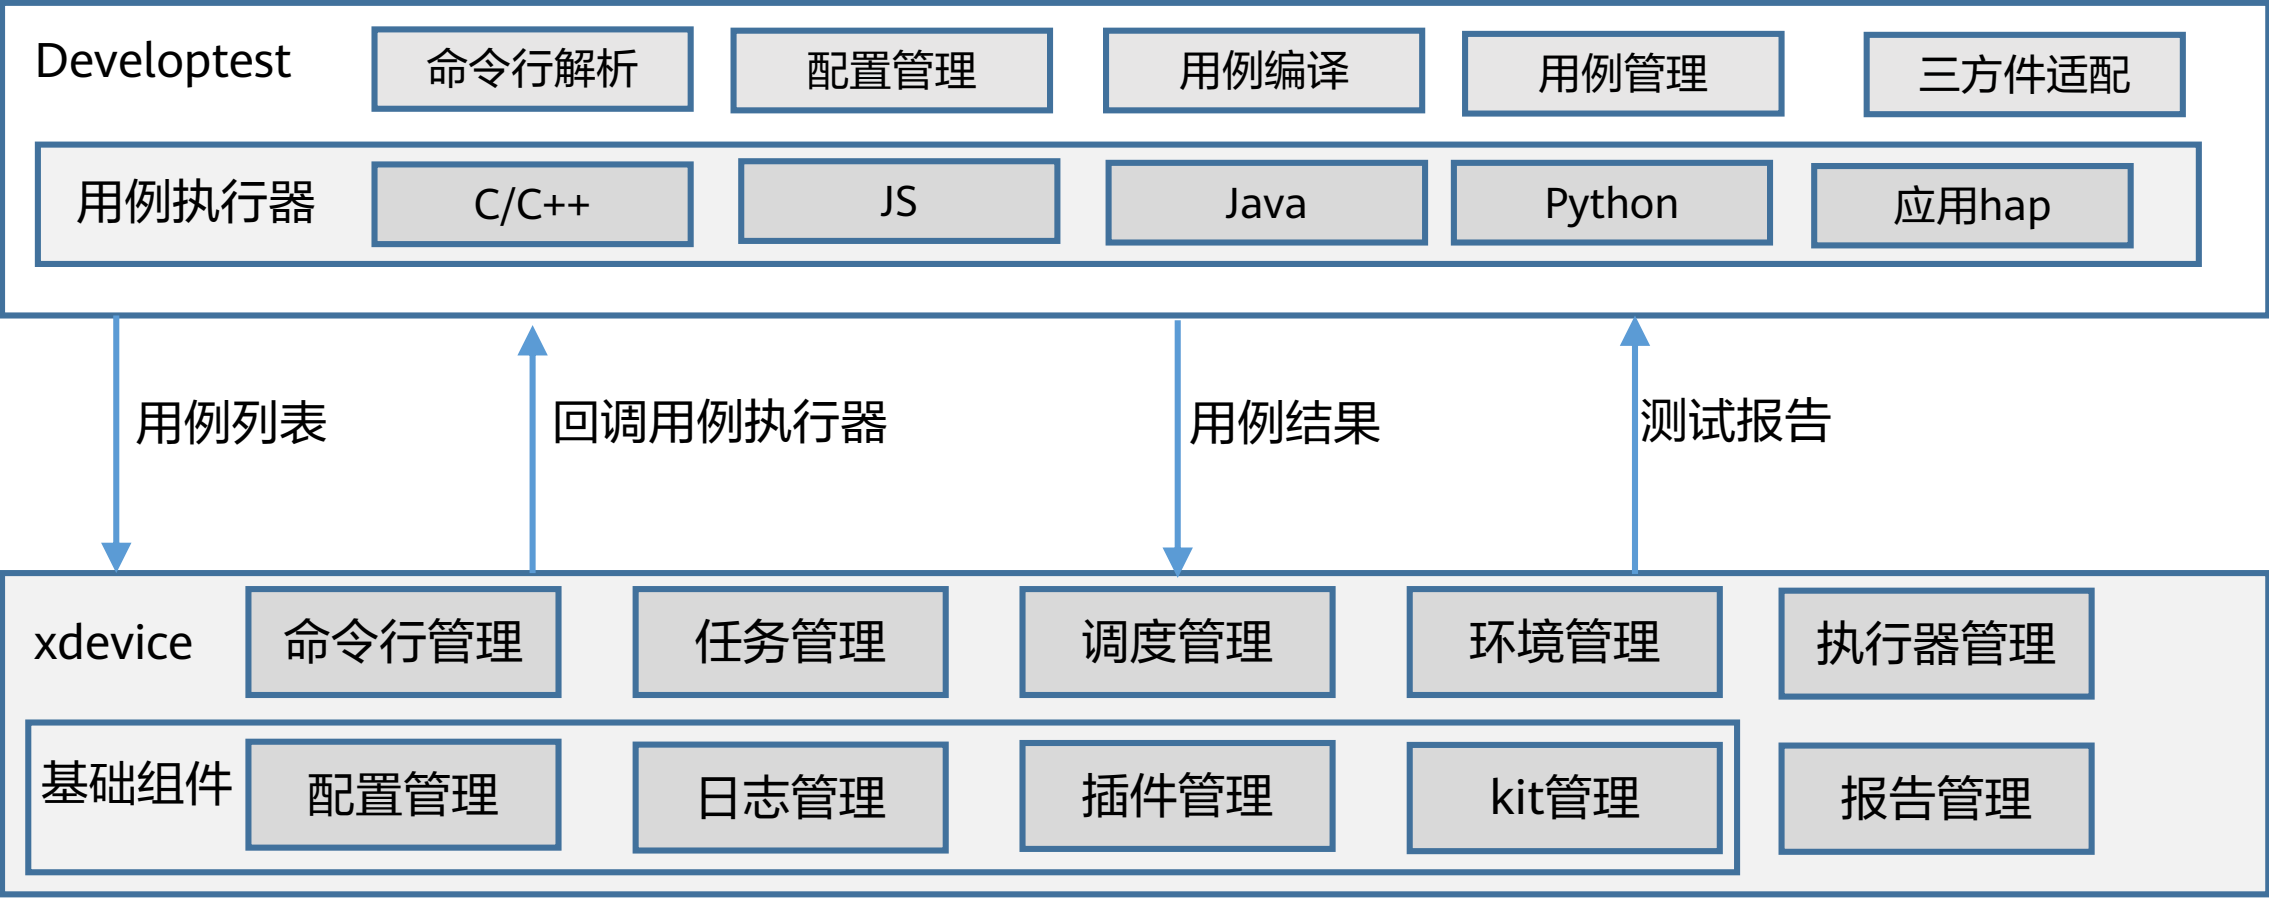 Developtest
命令行解析
配置管理
用例编译
用例管理
三方件适配
用例执行器
C/C++
JS
Java
Python
应用hap
用例列表
回调用例执行器
用例结果
测试报告
xdevice
命令行管理
任务管理
调度管理
环境管理
执行器管理
基础组件
配置管理
日志管理
插件管理
kit管理
报告管理